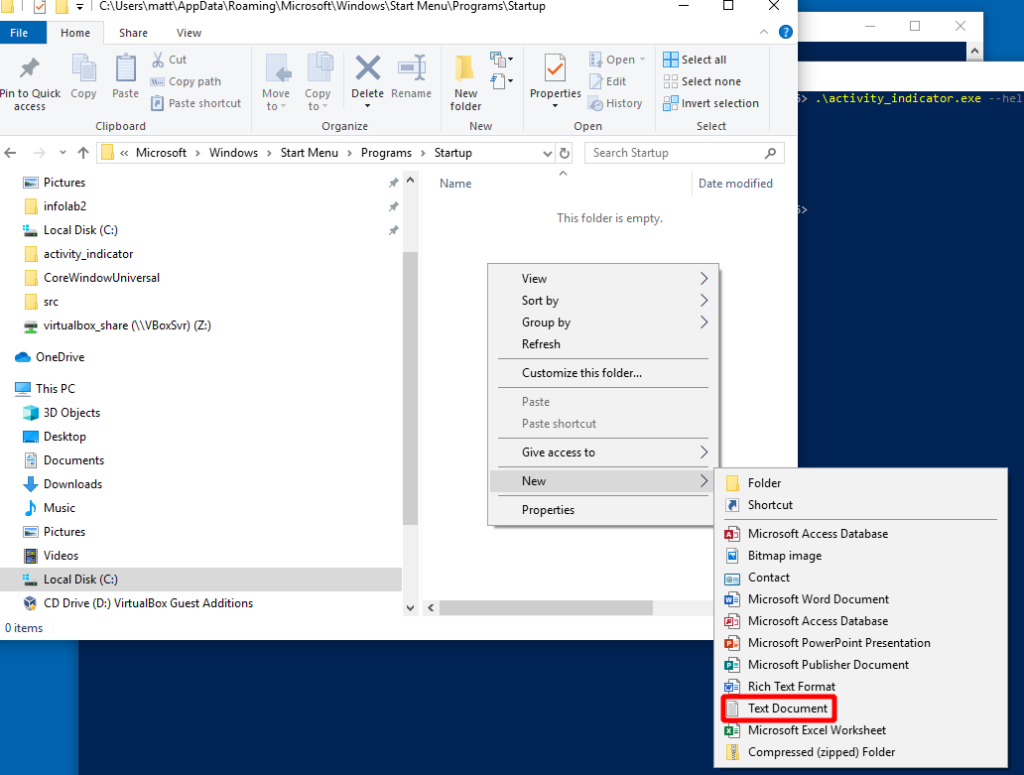 C:\Users\matt\AppData\Roaming\Microsoft\Windows\Start Menu\Programs\Startup
File Home Share View
Pin to Quick access
Copy
Paste
Cut
Copy path
Paste shortcut
Clipboard
Move to
Copy to
Delete
Rename
Organize
New folder
New
Properties
Open
Edit
History
Open
Select all
Select none
Invert selection
Select
« Microsoft > Windows > Start Menu > Programs > Startup
Search Startup
Pictures
infolab2
Local Disk (C:)
activity_indicator
CoreWindowUniversal
src
virtualbox_share (\\VBoxSvr) (Z:)
OneDrive
This PC
3D Objects
Desktop
Documents
Downloads
Music
Pictures
Videos
Local Disk (C:)
CD Drive (D:) VirtualBox Guest Additions
0 items
Name Date modified
This folder is empty.
View
Sort by
Group by
Refresh
Customize this folder...
Paste
Paste shortcut
Give access to
New
Properties
Folder
Shortcut
Microsoft Access Database
Bitmap image
Contact
Microsoft Word Document
Microsoft Access Database
Microsoft PowerPoint Presentation
Microsoft Publisher Document
Rich Text Format
Text Document
Microsoft Excel Worksheet
Compressed (zipped) Folder
> .\activity_indicator.exe --hel
>